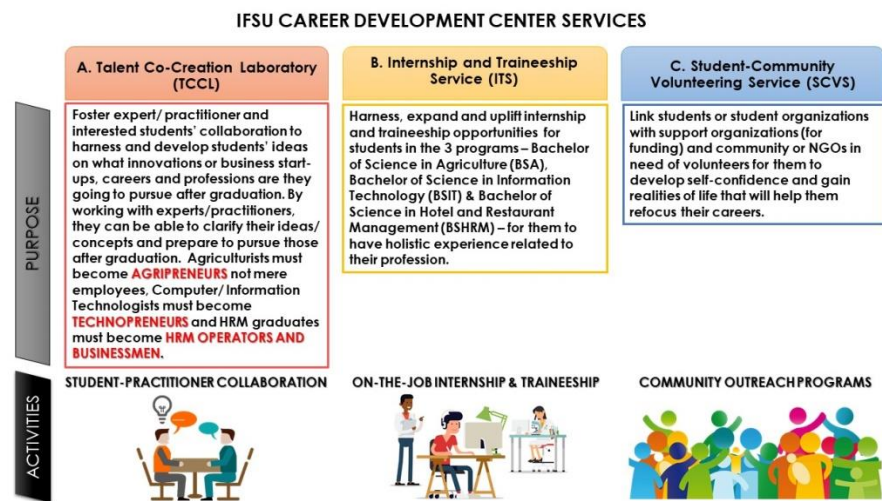 IFSU CAREER DEVELOPMENT CENTER SERVICES
A. Talent Co-Creation Laboratory
(TCCL)
B. Internship and Traineeship
Service (ITS)
C. Student-Community
Volunteering Service (SCVS)
PURPOSE
Foster expert/ practitioner and
interested students' collaboration to
harness and develop students' ideas
on what innovations or business start-
ups, careers and professions are they
going to pursue after graduation. By
working with experts/practitioners,
they can be able to clarify their ideas/
concepts and prepare to pursue those
after graduation. Agriculturists must
become AGRIPRENEURS not mere
employees, Computer/ Information
Technologists must become
TECHNOPRENEURS and HRM graduates
must become HRM OPERATORS AND
BUSINESSMEN.
Harness, expand and uplift internship
and traineeship opportunities for
students in the 3 programs – Bachelor
of Science in Agriculture (BSA),
Bachelor of Science in Information
Technology (BSIT) & Bachelor of
Science in Hotel and Restaurant
Management (BSHRM) – for them to
have holistic experience related to
their profession.
Link students or student organizations
with support organizations (for
funding) and community or NGOs in
need of volunteers for them to
develop self-confidence and gain
realities of life that will help them
refocus their careers.
ACTIVITIES
STUDENT-PRACTITIONER COLLABORATION
ON-THE-JOB INTERNSHIP & TRAINEESHIP
COMMUNITY OUTREACH PROGRAMS